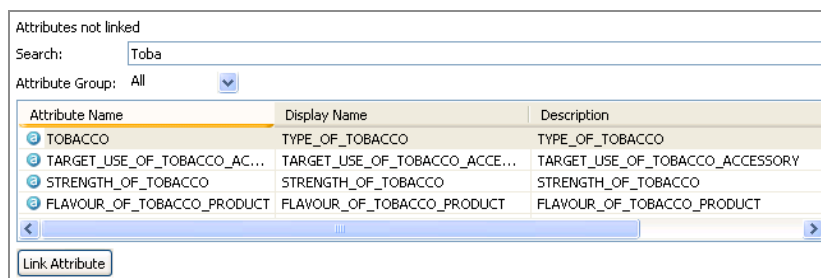 Attributes not linked
Search: Toba
Attribute Group: All
Attribute Name Display Name Description
TOBACCO TYPE_OF_TOBACCO TYPE_OF_TOBACCO
TARGET_USE_OF_TOBACCO_AC... TARGET_USE_OF_TOBACCO_ACCE... TARGET_USE_OF_TOBACCO_ACCESSORY
STRENGTH_OF_TOBACCO STRENGTH_OF_TOBACCO STRENGTH_OF_TOBACCO
FLAVOUR_OF_TOBACCO_PRODUCT FLAVOUR_OF_TOBACCO_PRODUCT FLAVOUR_OF_TOBACCO_PRODUCT
Link Attribute